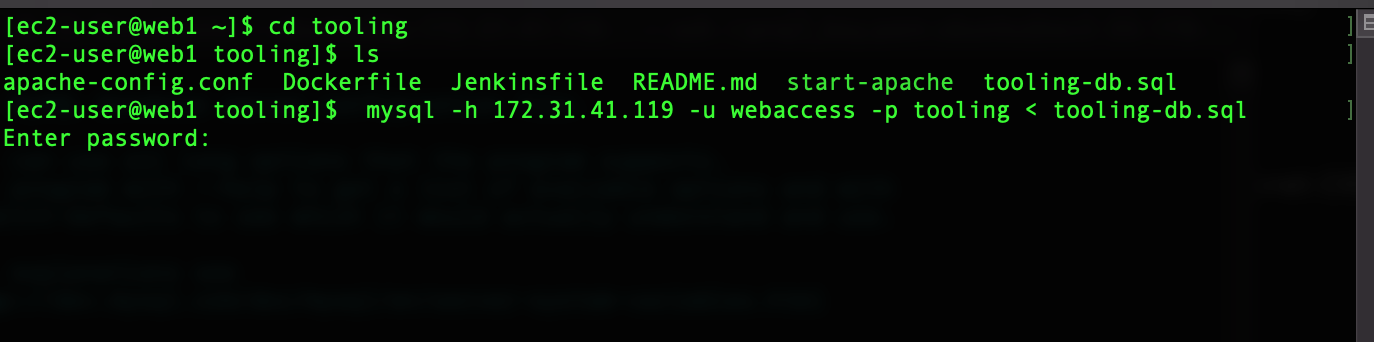 [ec2-user@web1 ~]$ cd tooling ]
[ec2-user@web1 tooling]$ ls ]
apache-config.conf  Dockerfile  Jenkinsfile  README.md  start-apache  tooling-db.sql
[ec2-user@web1 tooling]$  mysql -h 172.31.41.119 -u webaccess -p tooling < tooling-db.sql ]
Enter password: